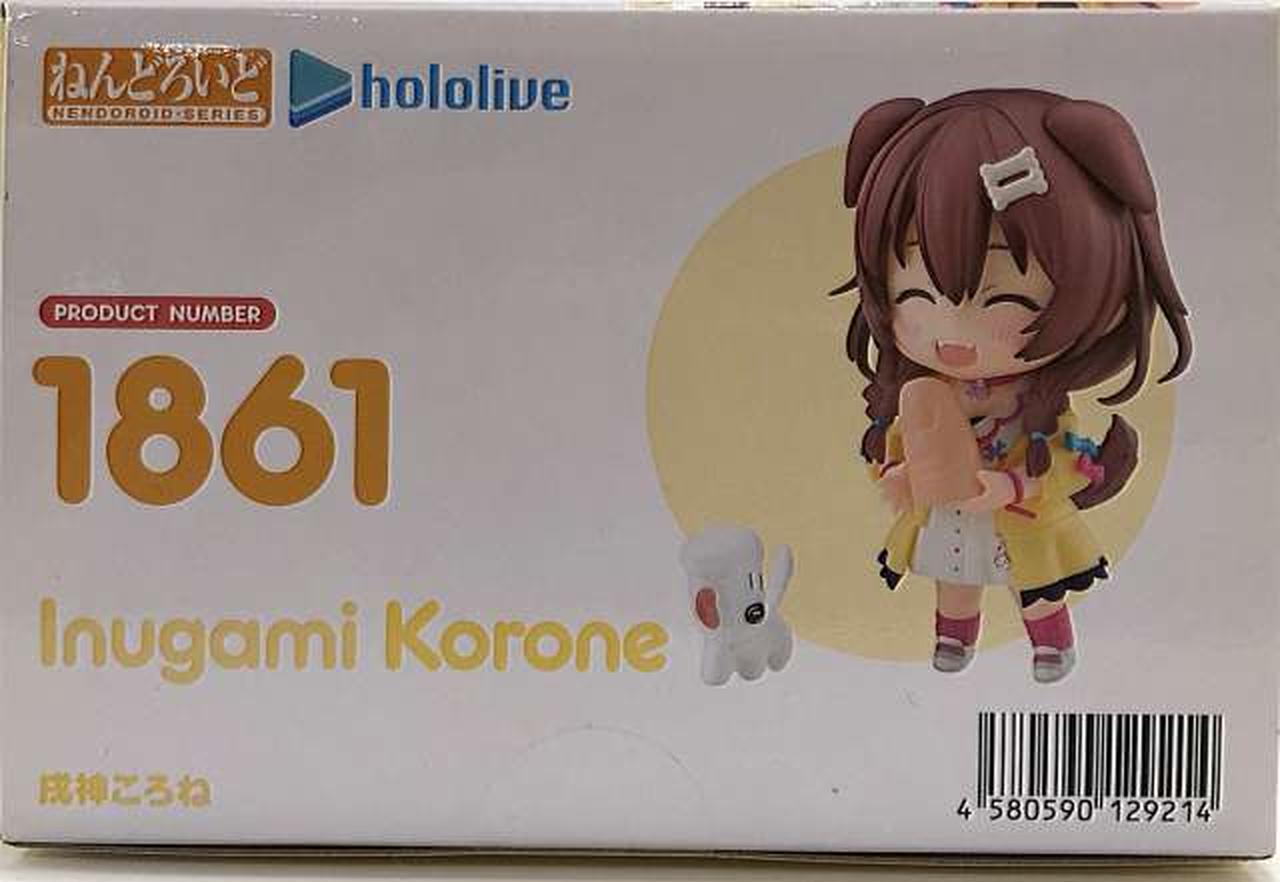 ねんどろいど
NENDOROID·SERIES
hololive
PRODUCT NUMBER
1861
Inugami Korone
戌神ころね
4 580590 129214